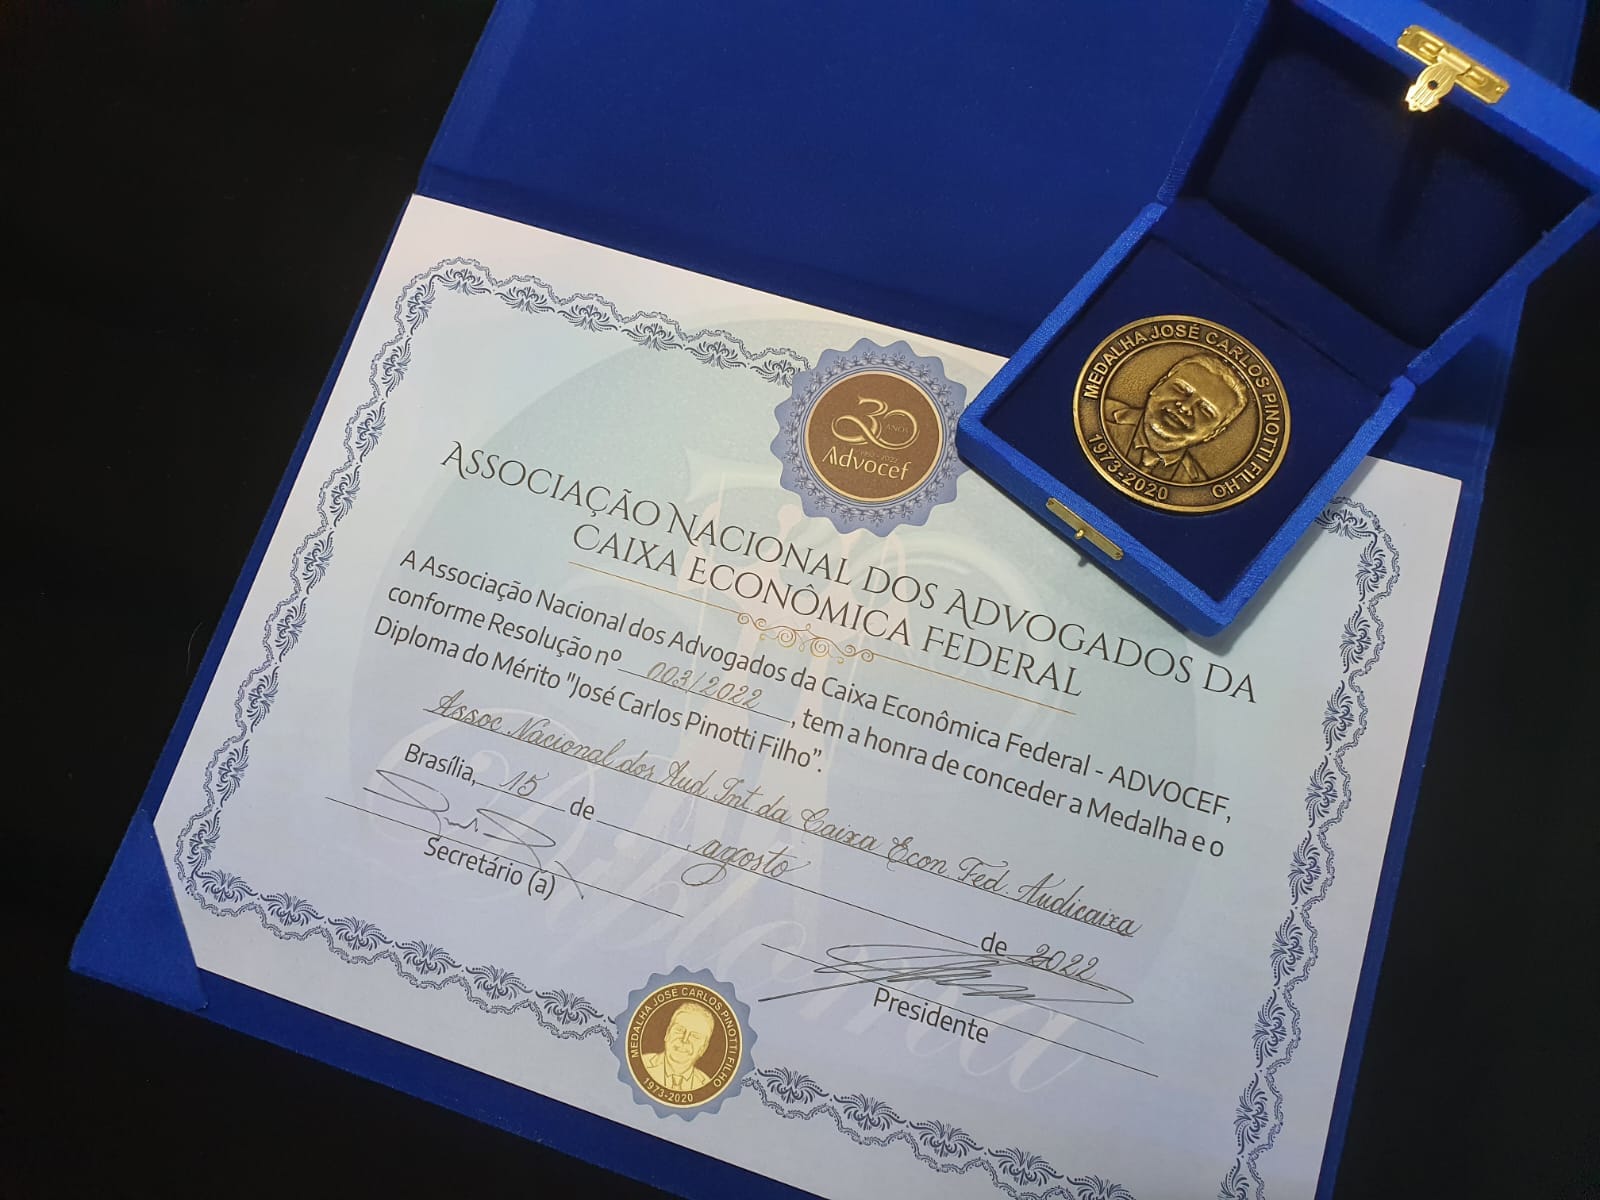 30
ANOS
1992 - 2022
Advocef
MEDALHA JOSÉ CARLOS PINOTTI FILHO
1973-2020
ASSOCIAÇÃO NACIONAL DOS ADVOGADOS DA
CAIXA ECONÔMICA FEDERAL
A Associação Nacional dos Advogados da Caixa Econômica Federal - ADVOCEF,
conforme Resolução nº 003/2022, tem a honra de conceder a Medalha e o
Diploma do Mérito "José Carlos Pinotti Filho".
Assoc Nacional dos Aud Int da Caixa Econ Fed. Audicaixa
Brasília, 15 de agosto de 2022
Secretário (a)
Presidente
Diploma
MEDALHA JOSÉ CARLOS PINOTTI FILHO
1973-2020